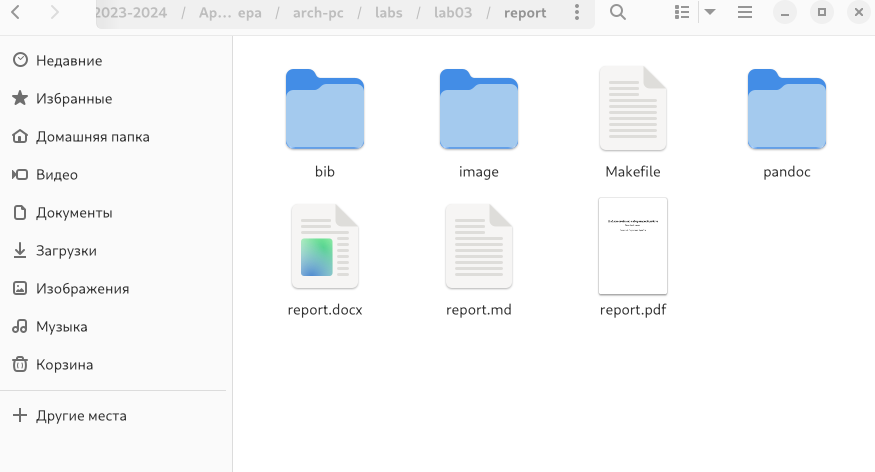 2023-2024 / Ap... ера / arch-pc / labs / lab03 / report
Недавние
Избранные
Домашняя папка
Видео
Документы
Загрузки
Изображения
Музыка
Корзина
Другие места
bib
image
Makefile
pandoc
report.docx
report.md
report.pdf